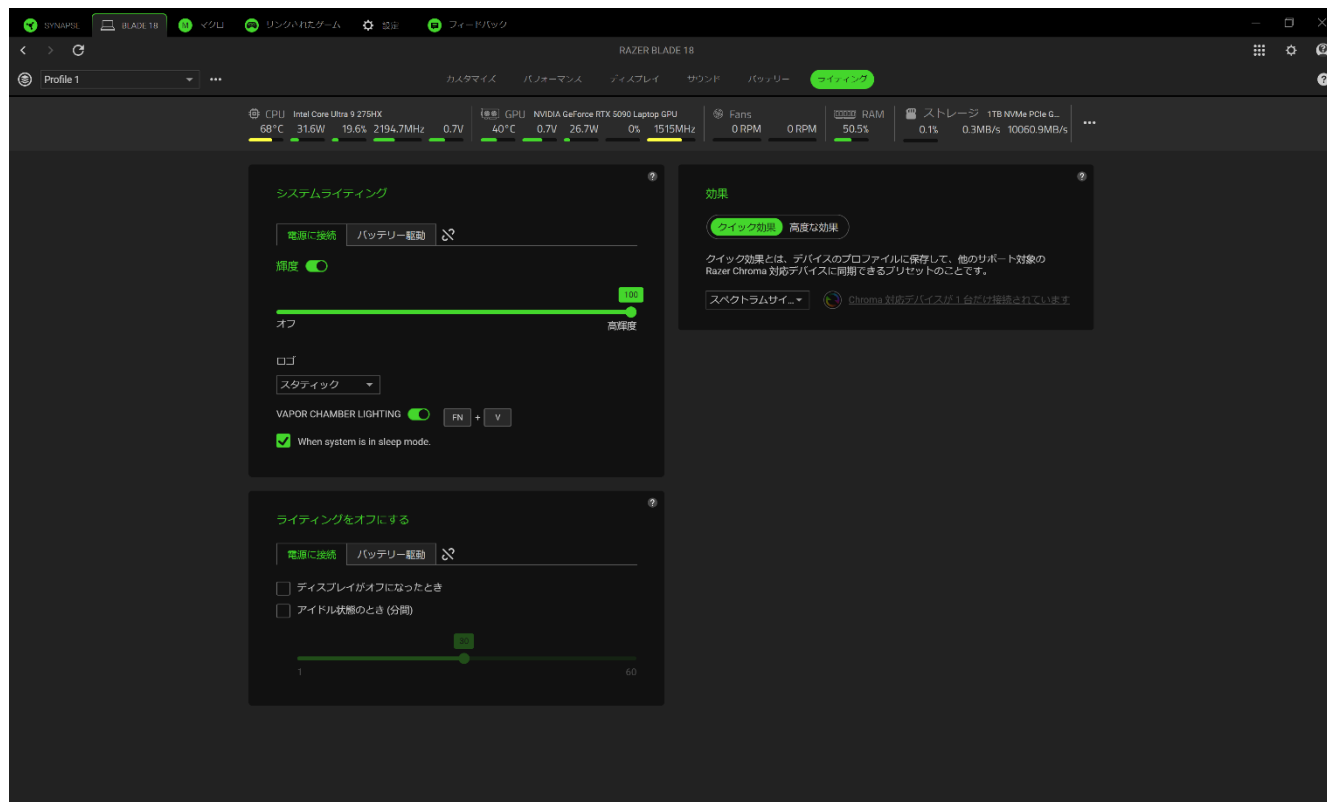 SYNAPSE BLADE 18 マクロ リンクされたゲーム 設定 フィードバック
RAZER BLADE 18
Profile 1
カスタマイズ パフォーマンス ディスプレイ サウンド バッテリー ライティング
CPU Intel Core Ultra 9 275HX GPU NVIDIA GeForce RTX 5090 Laptop GPU Fans RAM ストレージ 1TB NVMe PCIe G...
68°C 31.6W 19.6% 2194.7MHz 0.7V 40°C 0.7V 26.7W 0% 1515MHz 0 RPM 0 RPM 50.5% 0.1% 0.3MB/s 10060.9MB/s
システムライティング
電源に接続 バッテリー駆動
輝度
100
オフ 高輝度
ロゴ
スタティック
VAPOR CHAMBER LIGHTING FN + V
When system is in sleep mode.
効果
クイック効果 高度な効果
クイック効果とは、デバイスのプロファイルに保存して、他のサポート対象の
Razer Chroma 対応デバイスに同期できるプリセットのことです。
スペクトラムサイ... Chroma 対応デバイスが 1 台だけ接続されています
ライティングをオフにする
電源に接続 バッテリー駆動
ディスプレイがオフになったとき
アイドル状態のとき (分間)
30
1 60